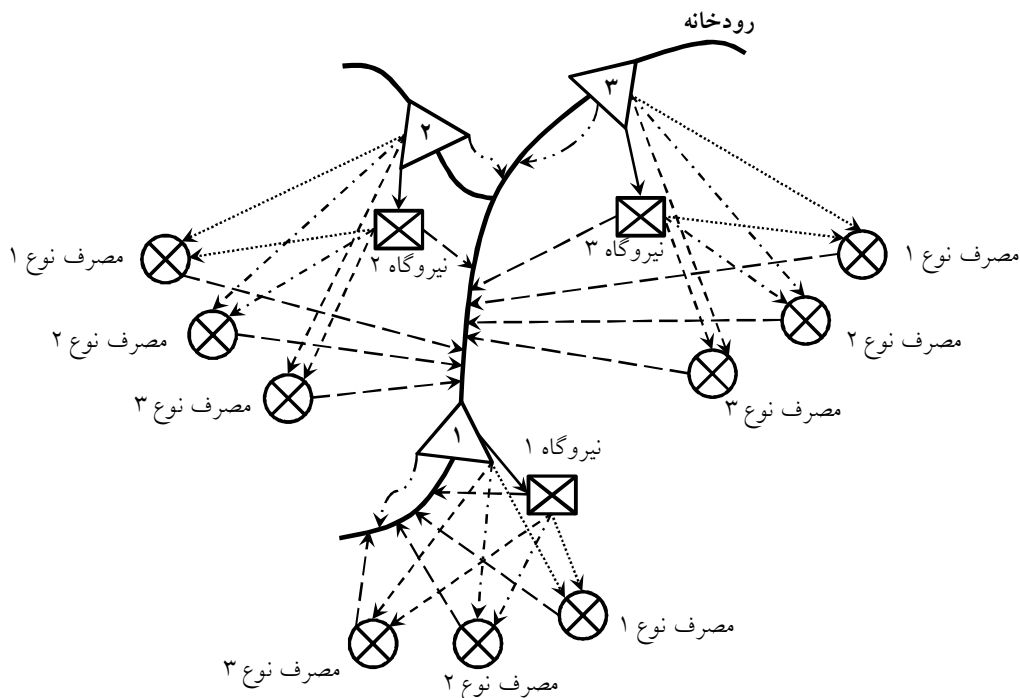 رودخانه
۳
۲
نیروگاه ۳
نیروگاه ۲
مصرف نوع ۱
مصرف نوع ۱
مصرف نوع ۲
مصرف نوع ۲
مصرف نوع ۳
مصرف نوع ۳
۱
نیروگاه ۱
مصرف نوع ۱
مصرف نوع ۲
مصرف نوع ۳